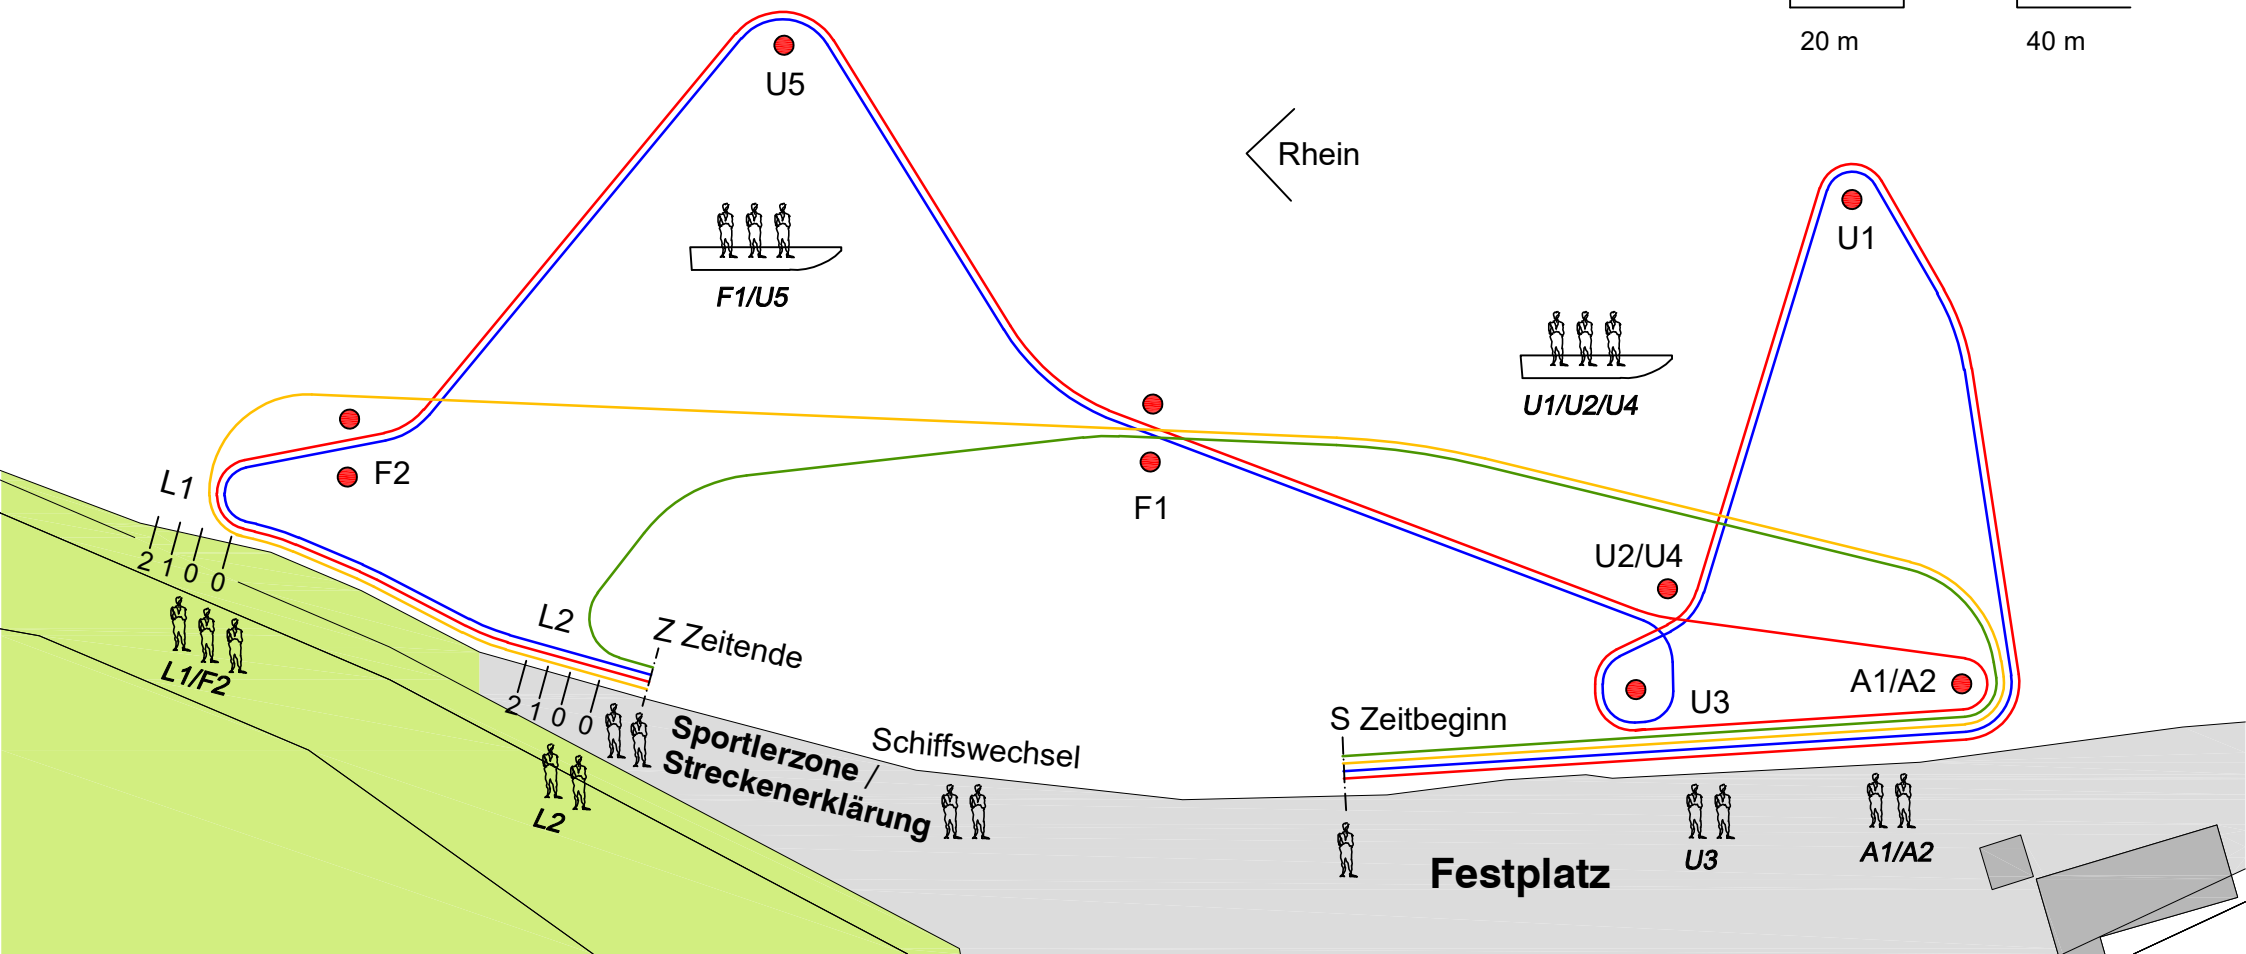 20 m
40 m
U5
Rhein
U1
F1/U5
U1/U2/U4
F2
L1
F1
U2/U4
2 1 0 0
L2
Z Zeitende
L1/F2
A1/A2
U3
2 1 0 0
S Zeitbeginn
Sportlerzone /
Streckenerklärung
Schiffswechsel
L2
U3
A1/A2
Festplatz